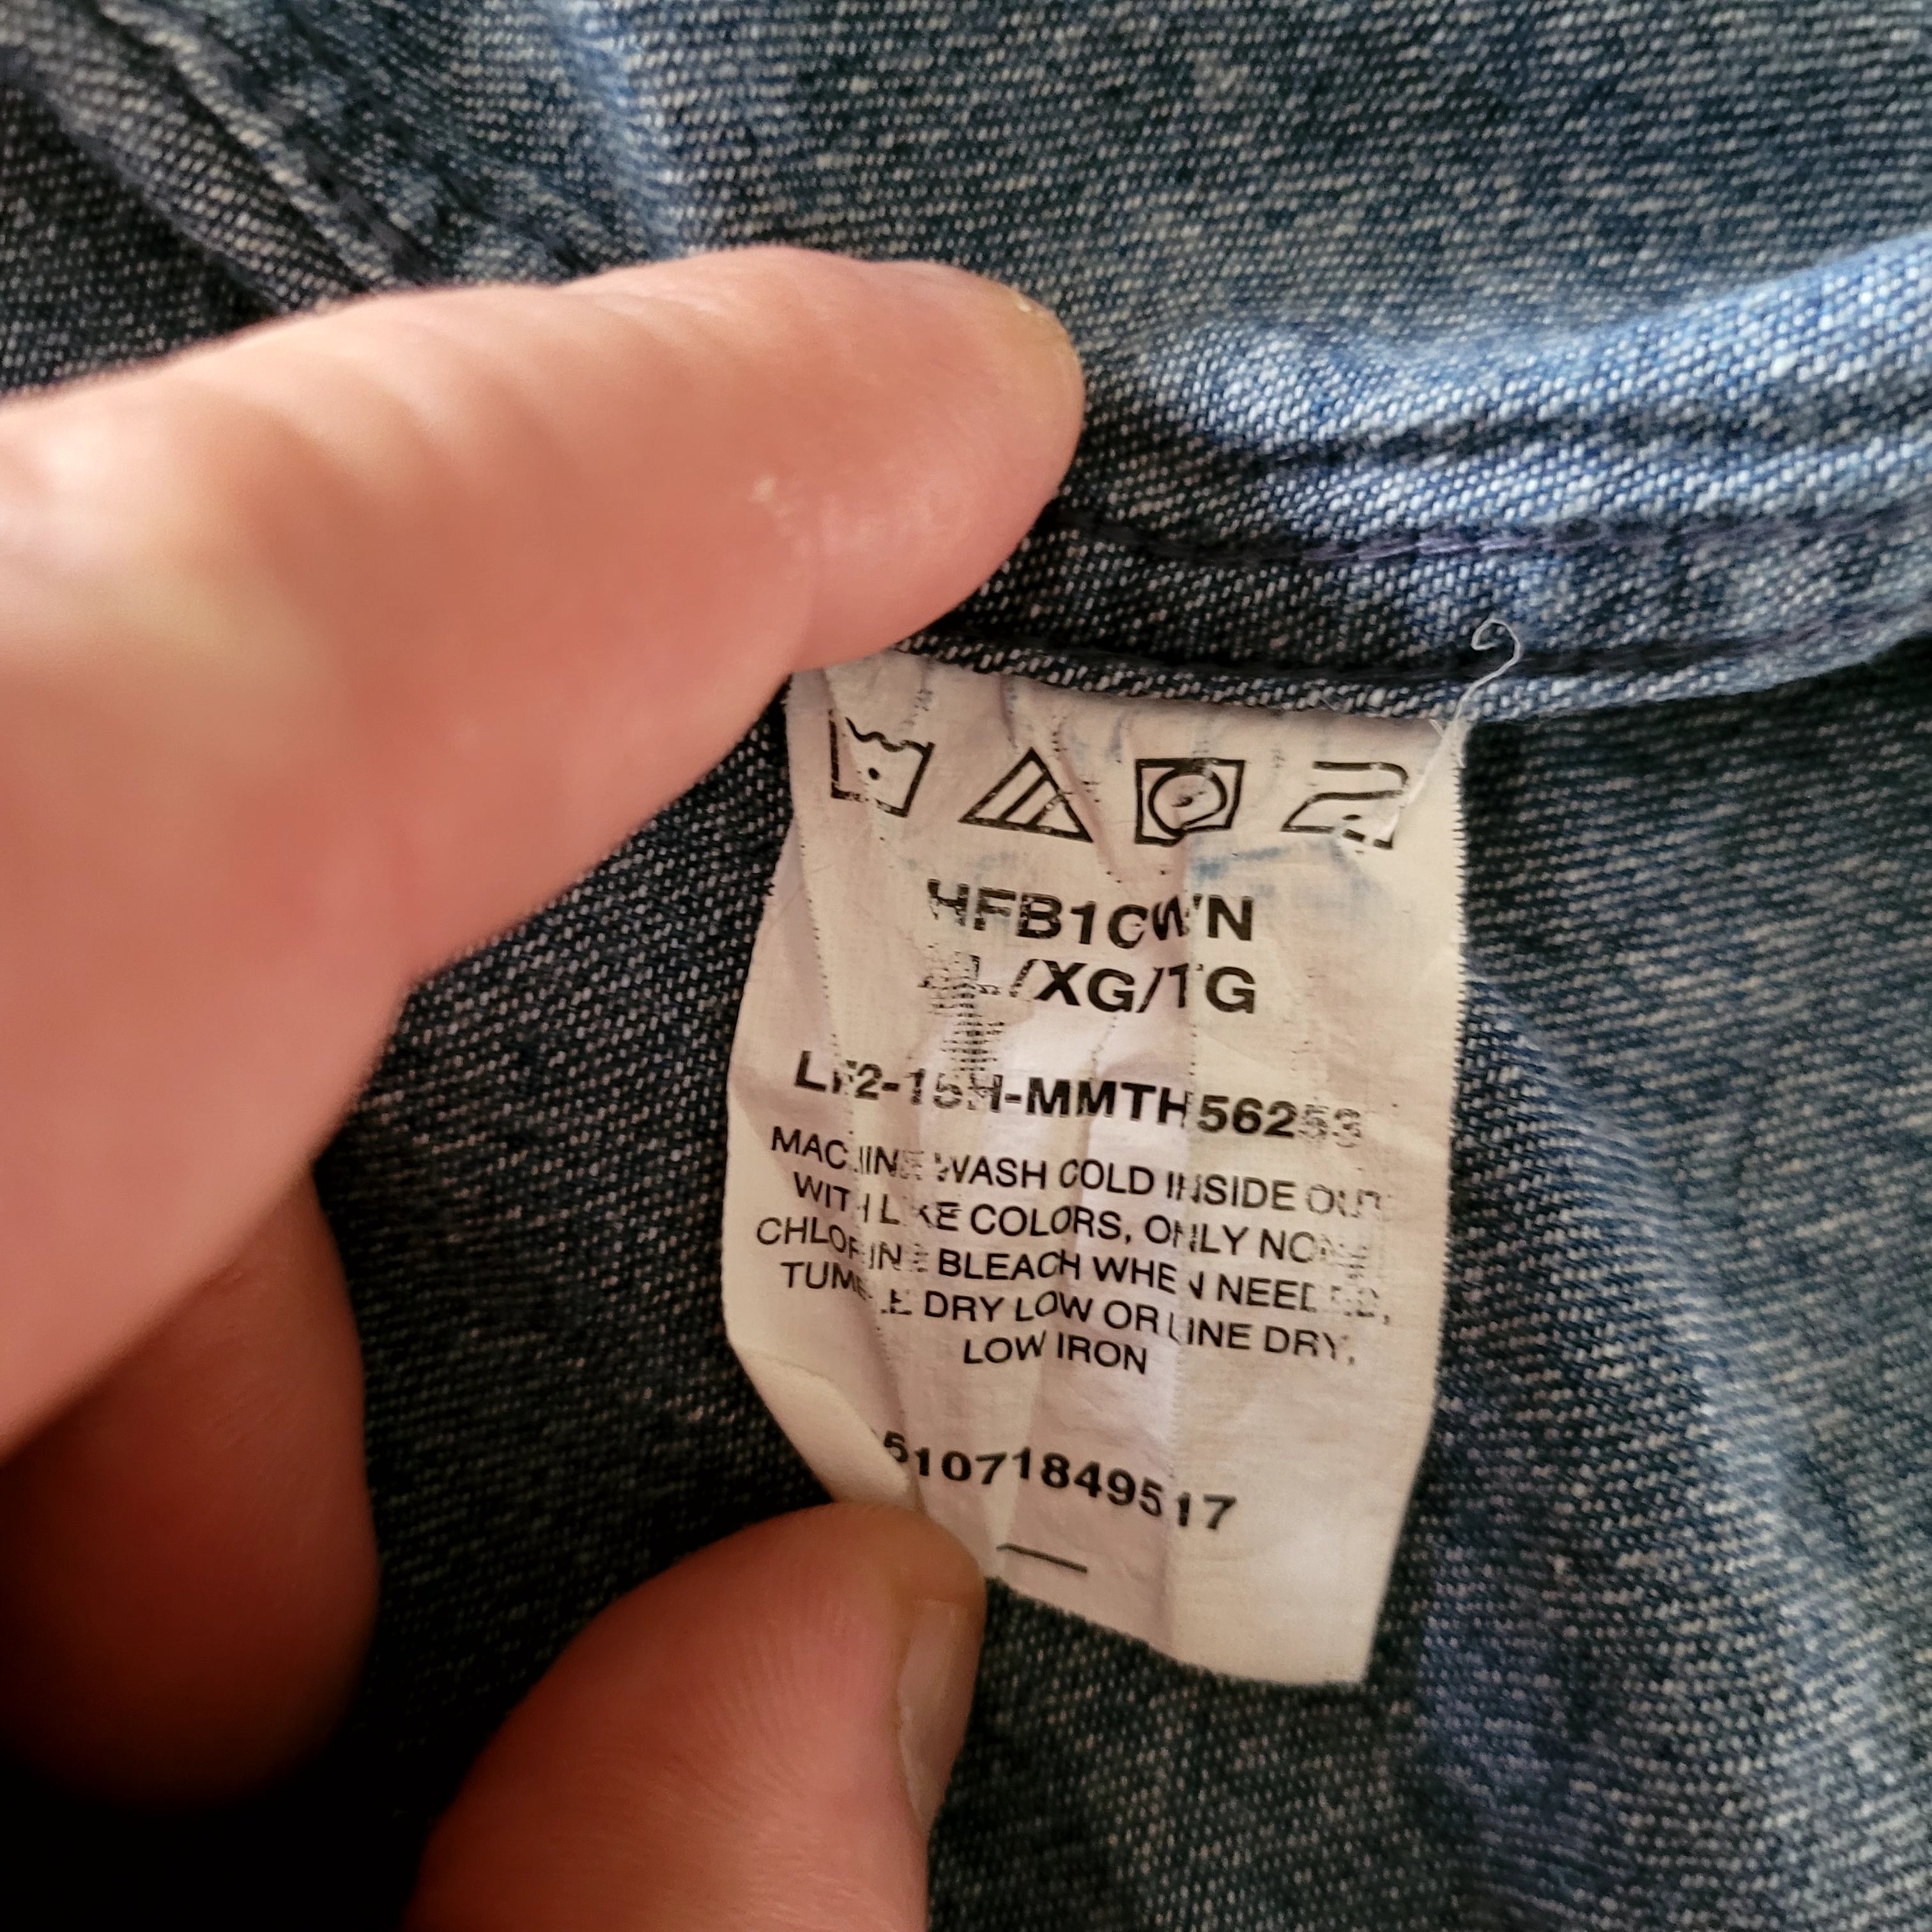 HFB1CWN
XL/XG/TG
LF2-15H-MMTH56253
MACHINE WASH COLD INSIDE OUT
WITH LIKE COLORS, ONLY NON-
CHLORINE BLEACH WHEN NEEDED,
TUMBLE DRY LOW OR LINE DRY,
LOW IRON
51071849517